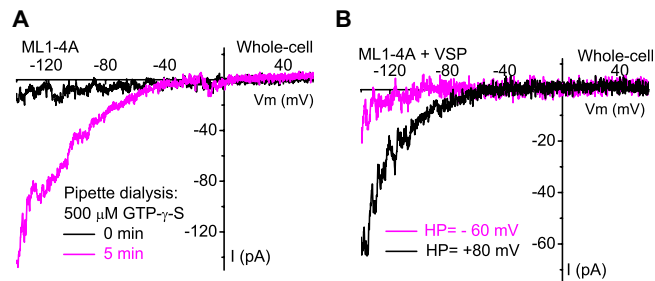 A
ML1-4A
Whole-cell
-120
-80
-40
0
40
Vm (mV)
-40
-80
-120
Pipette dialysis:
500 μM GTP-γ-S
0 min
5 min
I (pA)
B
Whole-cell
ML1-4A + VSP
-120
-80
-40
0
40
Vm (mV)
-20
-40
-60
HP= - 60 mV
HP= +80 mV
I (pA)